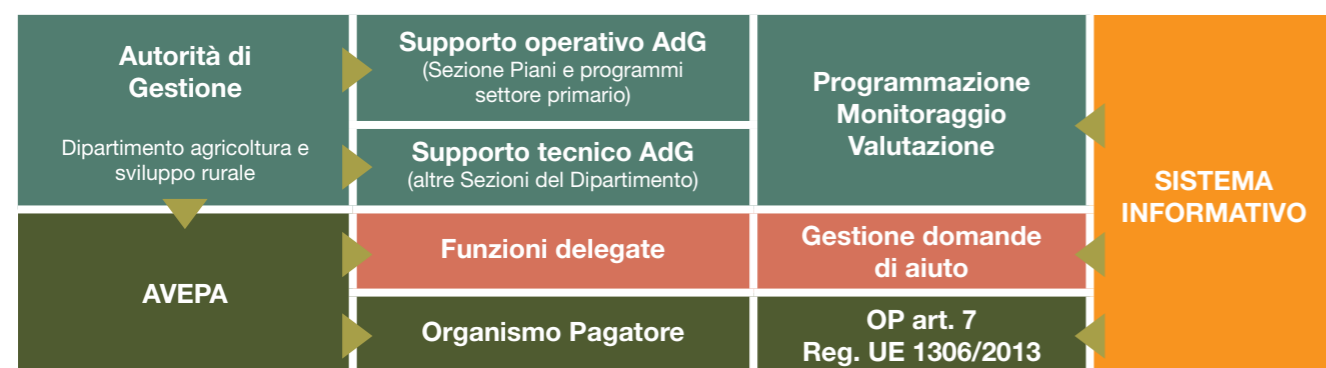 Autorità di
Gestione
Dipartimento agricoltura e
sviluppo rurale
Supporto operativo AdG
(Sezione Piani e programmi
settore primario)
Supporto tecnico AdG
(altre Sezioni del Dipartimento)
Programmazione
Monitoraggio
Valutazione
AVEPA
Funzioni delegate
Gestione domande
di aiuto
Organismo Pagatore
OP art. 7
Reg. UE 1306/2013
SISTEMA
INFORMATIVO